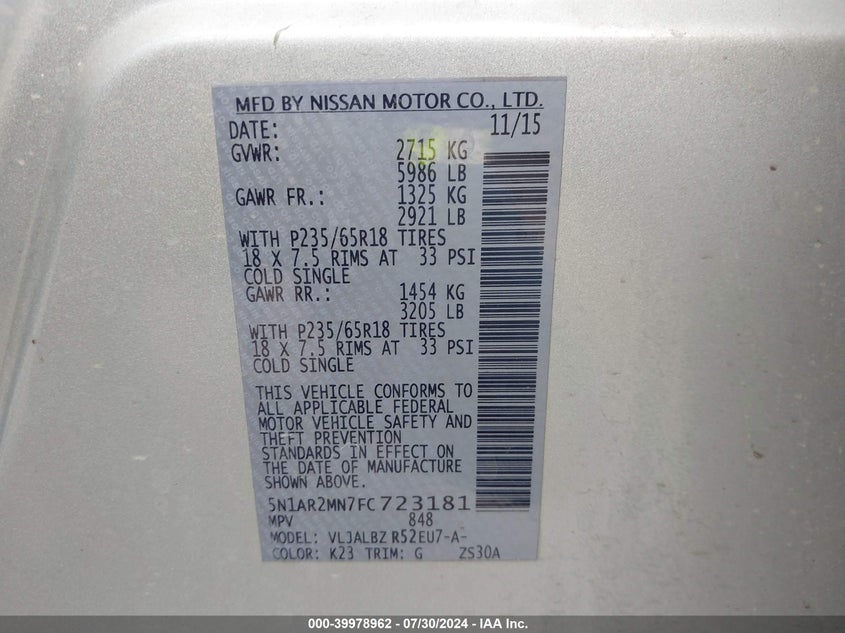 MFD BY NISSAN MOTOR CO., LTD.
DATE: 11/15
GVWR: 2715 KG
5986 LB
GAWR FR.: 1325 KG
2921 LB
WITH P235/65R18 TIRES
18 X 7.5 RIMS AT 33 PSI
COLD SINGLE
GAWR RR.: 1454 KG
3205 LB
WITH P235/65R18 TIRES
18 X 7.5 RIMS AT 33 PSI
COLD SINGLE
THIS VEHICLE CONFORMS TO
ALL APPLICABLE FEDERAL
MOTOR VEHICLE SAFETY AND
THEFT PREVENTION
STANDARDS IN EFFECT ON
THE DATE OF MANUFACTURE
SHOWN ABOVE.
5N1AR2MN7FC723181
MPV 848
MODEL: VLJALBZ R52EU7-A-
COLOR: K23 TRIM: G ZS30A
000-39978962 - 07/30/2024 - IAA Inc.